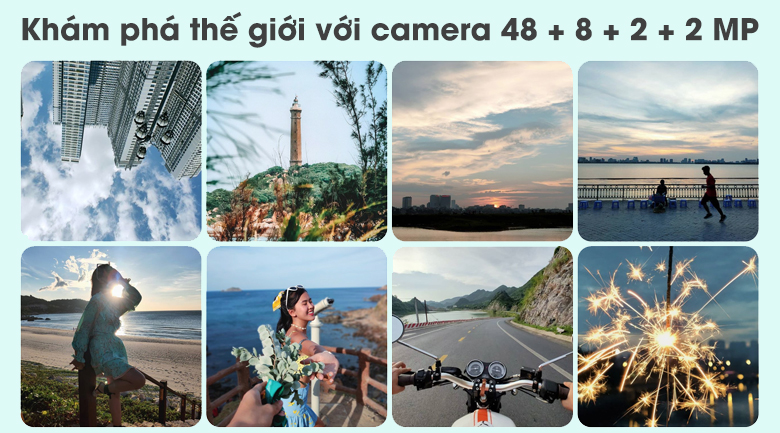 Khám phá thế giới với camera 48 + 8 + 2 + 2 MP